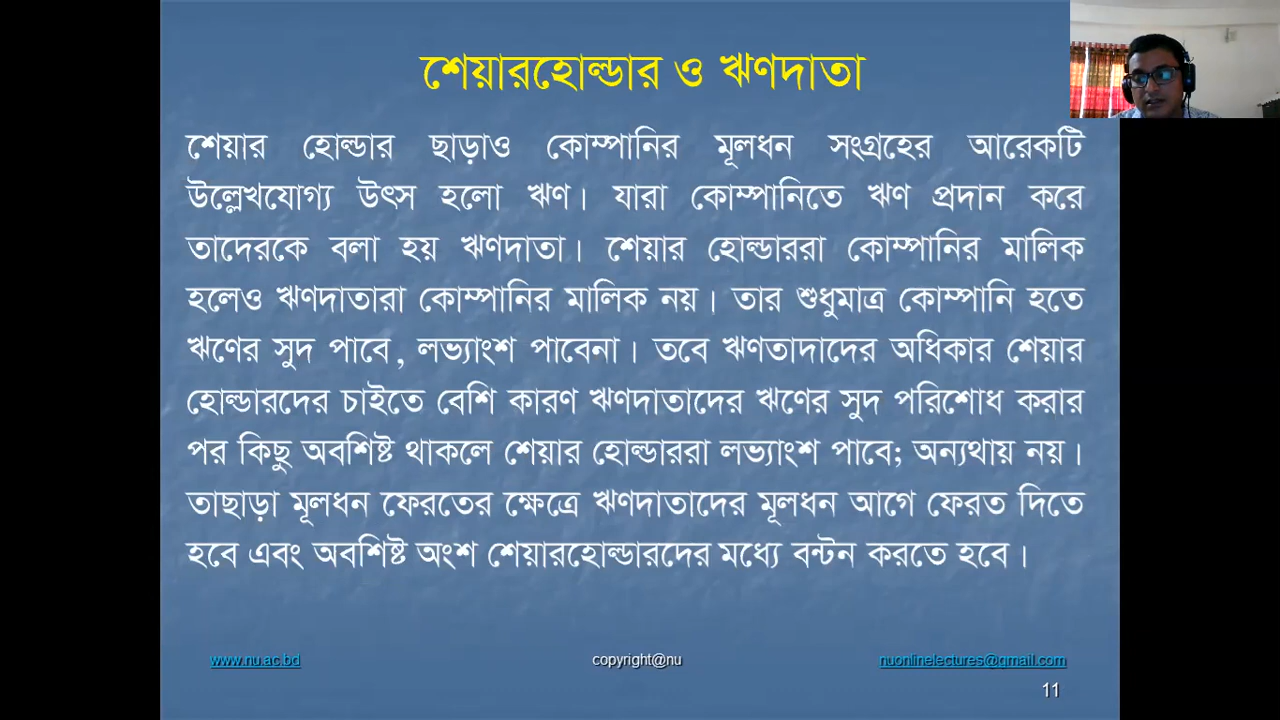 শেয়ারহোল্ডার ও ঋণদাতা
শেয়ার হোল্ডার ছাড়াও কোম্পানির মূলধন সংগ্রহের আরেকটি
উল্লেখযোগ্য উৎস হলো ঋণ। যারা কোম্পানিতে ঋণ প্রদান করে
তাদেরকে বলা হয় ঋণদাতা। শেয়ার হোল্ডাররা কোম্পানির মালিক
হলেও ঋণদাতারা কোম্পানির মালিক নয়। তার শুধুমাত্র কোম্পানি হতে
ঋণের সুদ পাবে, লভ্যাংশ পাবেনা। তবে ঋণতাদাদের অধিকার শেয়ার
হোল্ডারদের চাইতে বেশি কারণ ঋণদাতাদের ঋণের সুদ পরিশোধ করার
পর কিছু অবশিষ্ট থাকলে শেয়ার হোল্ডাররা লভ্যাংশ পাবে; অন্যথায় নয়।
তাছাড়া মূলধন ফেরতের ক্ষেত্রে ঋণদাতাদের মূলধন আগে ফেরত দিতে
হবে এবং অবশিষ্ট অংশ শেয়ারহোল্ডারদের মধ্যে বন্টন করতে হবে।
www.nu.ac.bd copyright@nu nuonlinelectures@gmail.com
11